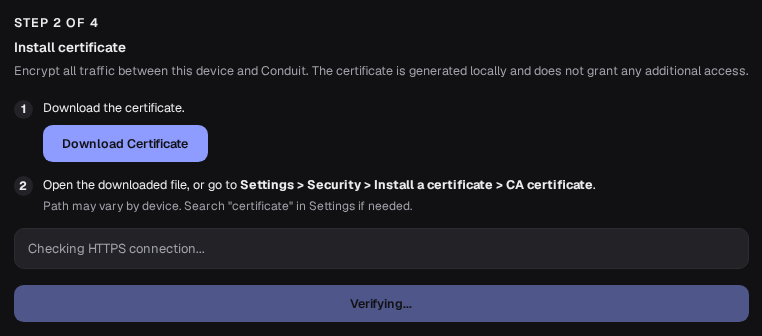 STEP 2 OF 4
Install certificate
Encrypt all traffic between this device and Conduit. The certificate is generated locally and does not grant any additional access.
1 Download the certificate.
Download Certificate
2 Open the downloaded file, or go to Settings > Security > Install a certificate > CA certificate.
Path may vary by device. Search "certificate" in Settings if needed.
Checking HTTPS connection...
Verifying...